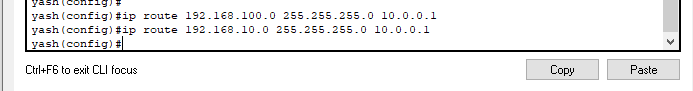 yash(config)#
yash(config)#ip route 192.168.100.0 255.255.255.0 10.0.0.1
yash(config)#ip route 192.168.10.0 255.255.255.0 10.0.0.1
yash(config)#
Ctrl+F6 to exit CLI focus
Copy
Paste